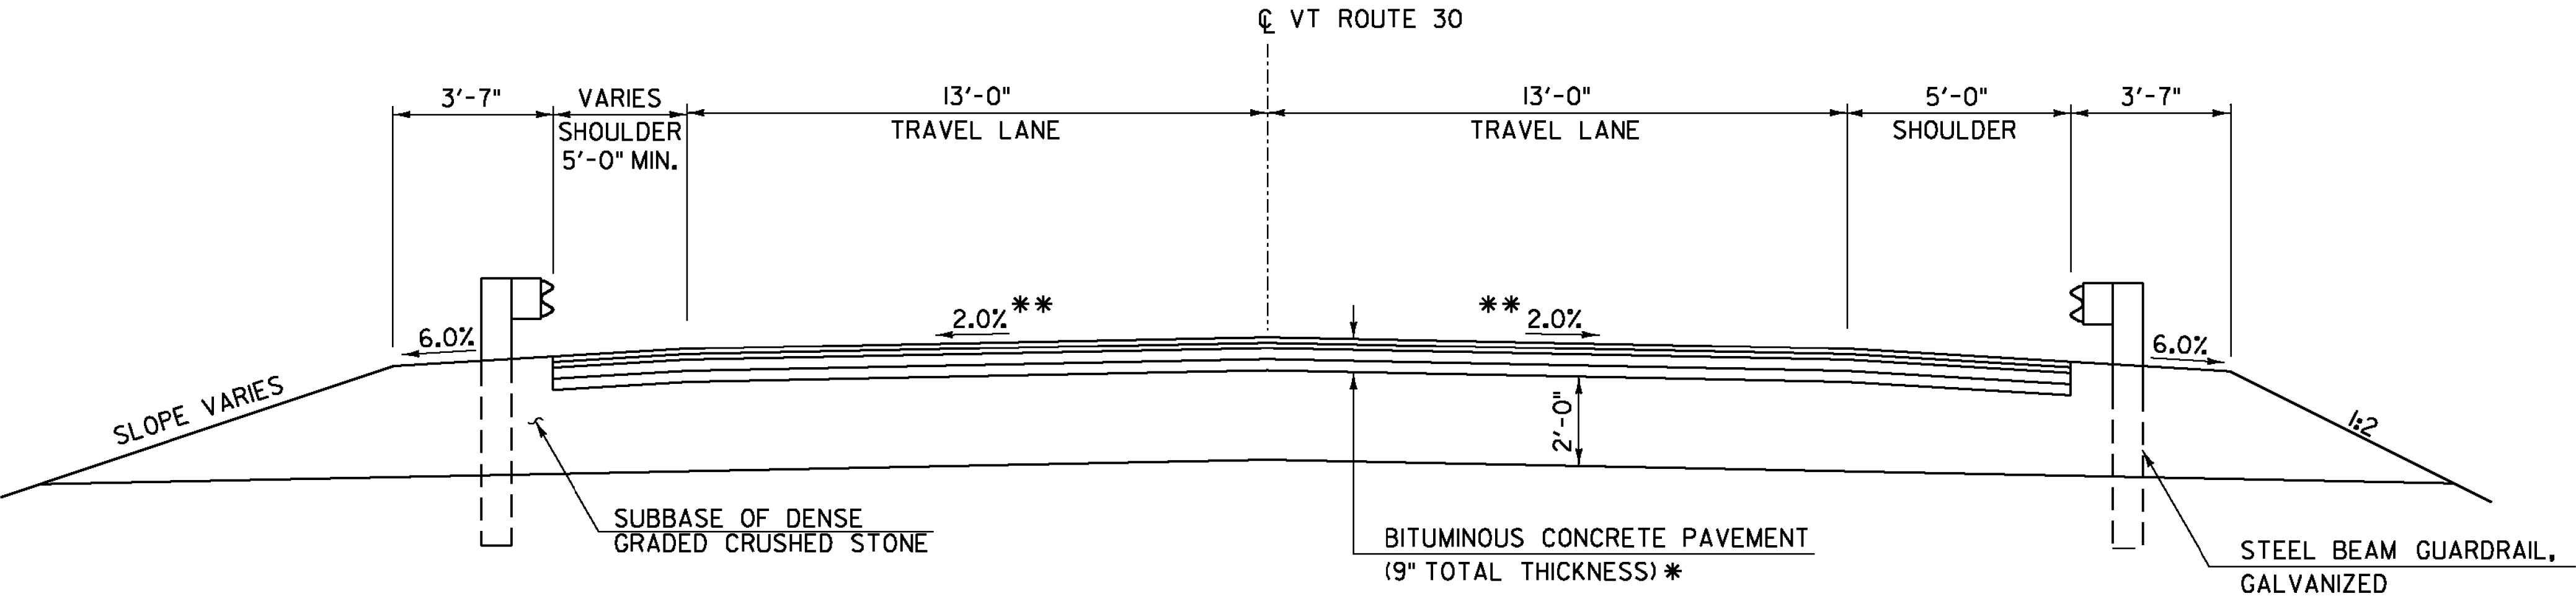 ℄ VT ROUTE 30
3'-7"
VARIES
SHOULDER
5'-0" MIN.
13'-0"
TRAVEL LANE
13'-0"
TRAVEL LANE
5'-0"
SHOULDER
3'-7"
6.0%
2.0% **
** 2.0%
6.0%
SLOPE VARIES
2'-0"
1:2
SUBBASE OF DENSE
GRADED CRUSHED STONE
BITUMINOUS CONCRETE PAVEMENT
(9" TOTAL THICKNESS) *
STEEL BEAM GUARDRAIL,
GALVANIZED